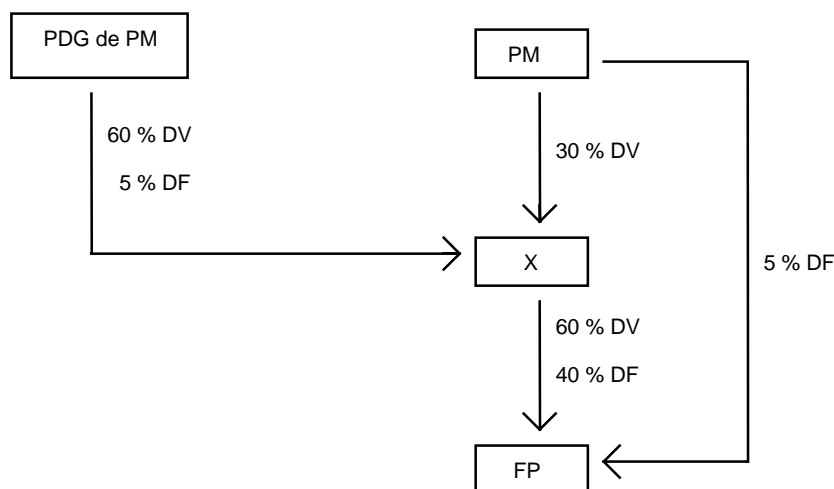 PDG de PM
PM
60 % DV
5 % DF
30 % DV
X
5 % DF
60 % DV
40 % DF
FP